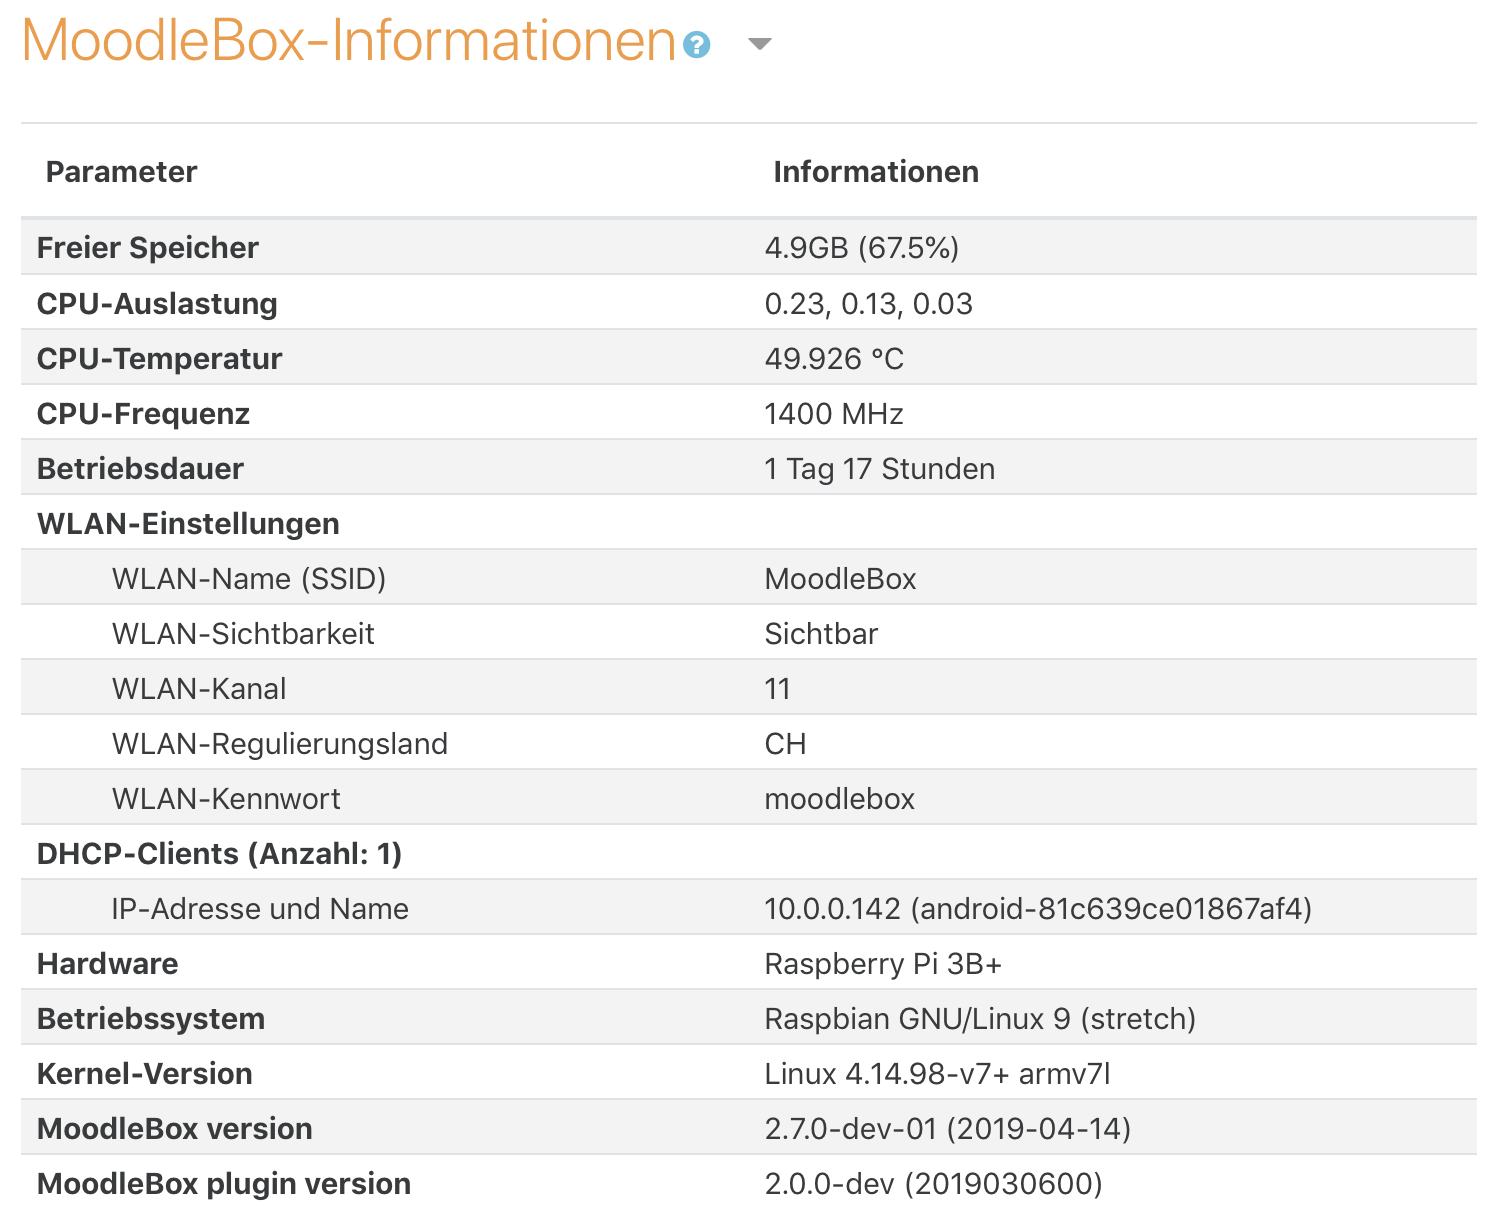 MoodleBox-Informationen ?
Parameter Informationen
Freier Speicher 4.9GB (67.5%)
CPU-Auslastung 0.23, 0.13, 0.03
CPU-Temperatur 49.926 °C
CPU-Frequenz 1400 MHz
Betriebsdauer 1 Tag 17 Stunden
WLAN-Einstellungen
WLAN-Name (SSID) MoodleBox
WLAN-Sichtbarkeit Sichtbar
WLAN-Kanal 11
WLAN-Regulierungsland CH
WLAN-Kennwort moodlebox
DHCP-Clients (Anzahl: 1)
IP-Adresse und Name 10.0.0.142 (android-81c639ce01867af4)
Hardware Raspberry Pi 3B+
Betriebssystem Raspbian GNU/Linux 9 (stretch)
Kernel-Version Linux 4.14.98-v7+ armv7l
MoodleBox version 2.7.0-dev-01 (2019-04-14)
MoodleBox plugin version 2.0.0-dev (2019030600)